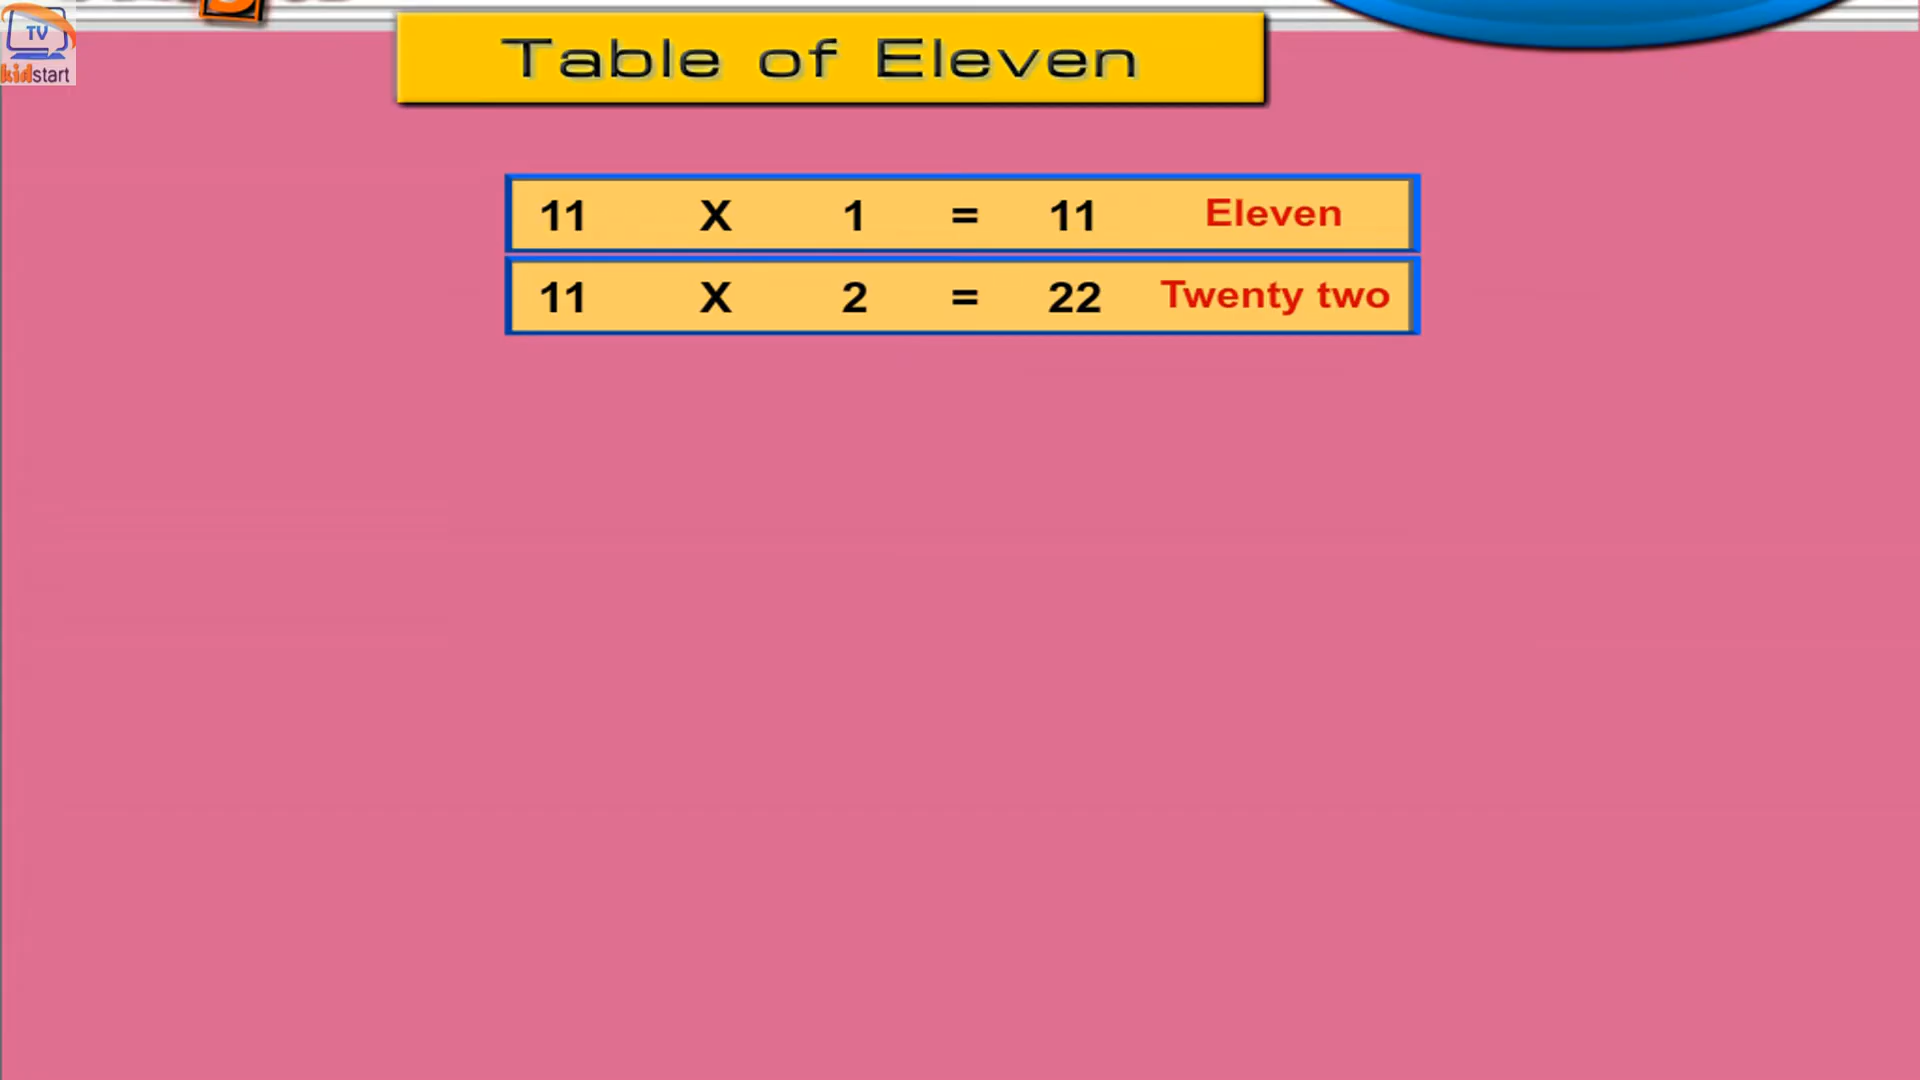 TV
kidstart
Table of Eleven
11 X 1 = 11 Eleven
11 X 2 = 22 Twenty two